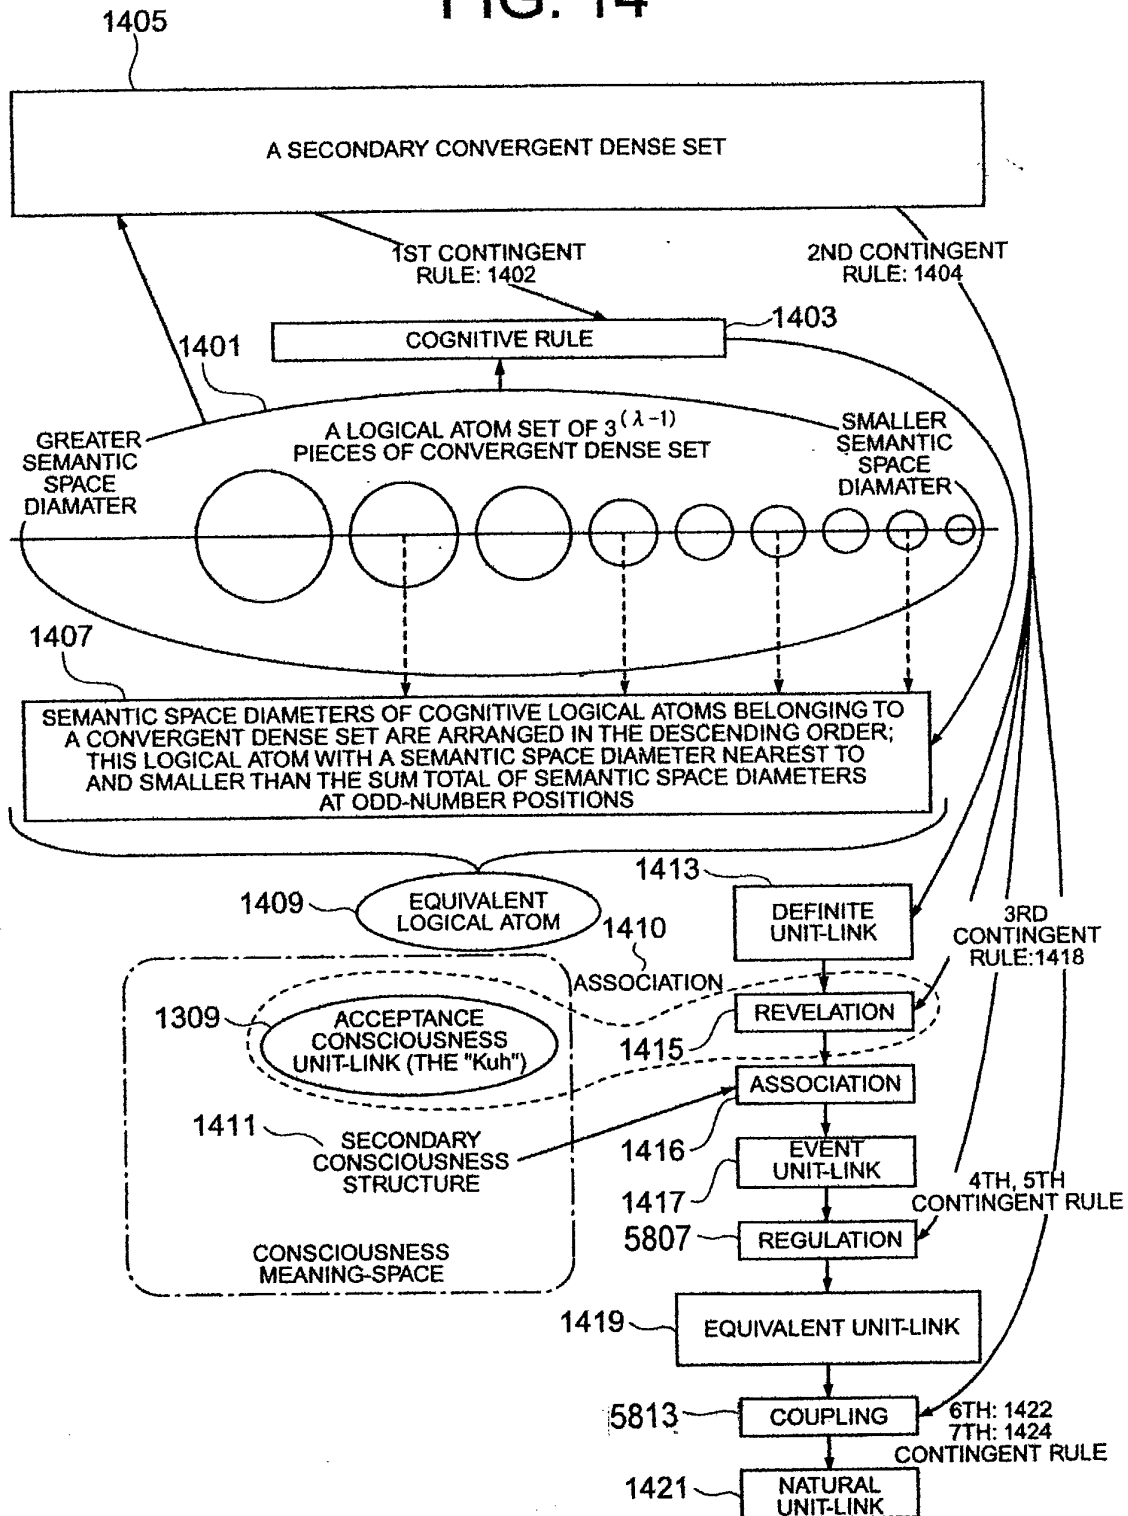 FIG. 14
1405
A SECONDARY CONVERGENT DENSE SET
1ST CONTINGENT
RULE: 1402
2ND CONTINGENT
RULE: 1404
1403
COGNITIVE RULE
1401
A LOGICAL ATOM SET OF 3^(λ-1)
PIECES OF CONVERGENT DENSE SET
GREATER
SEMANTIC
SPACE
DIAMATER
SMALLER
SEMANTIC
SPACE
DIAMATER
1407
SEMANTIC SPACE DIAMETERS OF COGNITIVE LOGICAL ATOMS BELONGING TO
A CONVERGENT DENSE SET ARE ARRANGED IN THE DESCENDING ORDER;
THIS LOGICAL ATOM WITH A SEMANTIC SPACE DIAMETER NEAREST TO
AND SMALLER THAN THE SUM TOTAL OF SEMANTIC SPACE DIAMETERS
AT ODD-NUMBER POSITIONS
1409
EQUIVALENT
LOGICAL ATOM
1413
DEFINITE
UNIT-LINK
3RD
CONTINGENT
RULE:1418
1410
ASSOCIATION
1309
ACCEPTANCE
CONSCIOUSNESS
UNIT-LINK (THE "Kuh")
REVELATION
1415
ASSOCIATION
1416
1411
SECONDARY
CONSCIOUSNESS
STRUCTURE
EVENT
UNIT-LINK
1417
4TH, 5TH
CONTINGENT RULE
5807
REGULATION
CONSCIOUSNESS
MEANING-SPACE
1419
EQUIVALENT UNIT-LINK
5813
COUPLING
6TH: 1422
7TH: 1424
CONTINGENT RULE
1421
NATURAL
UNIT-LINK